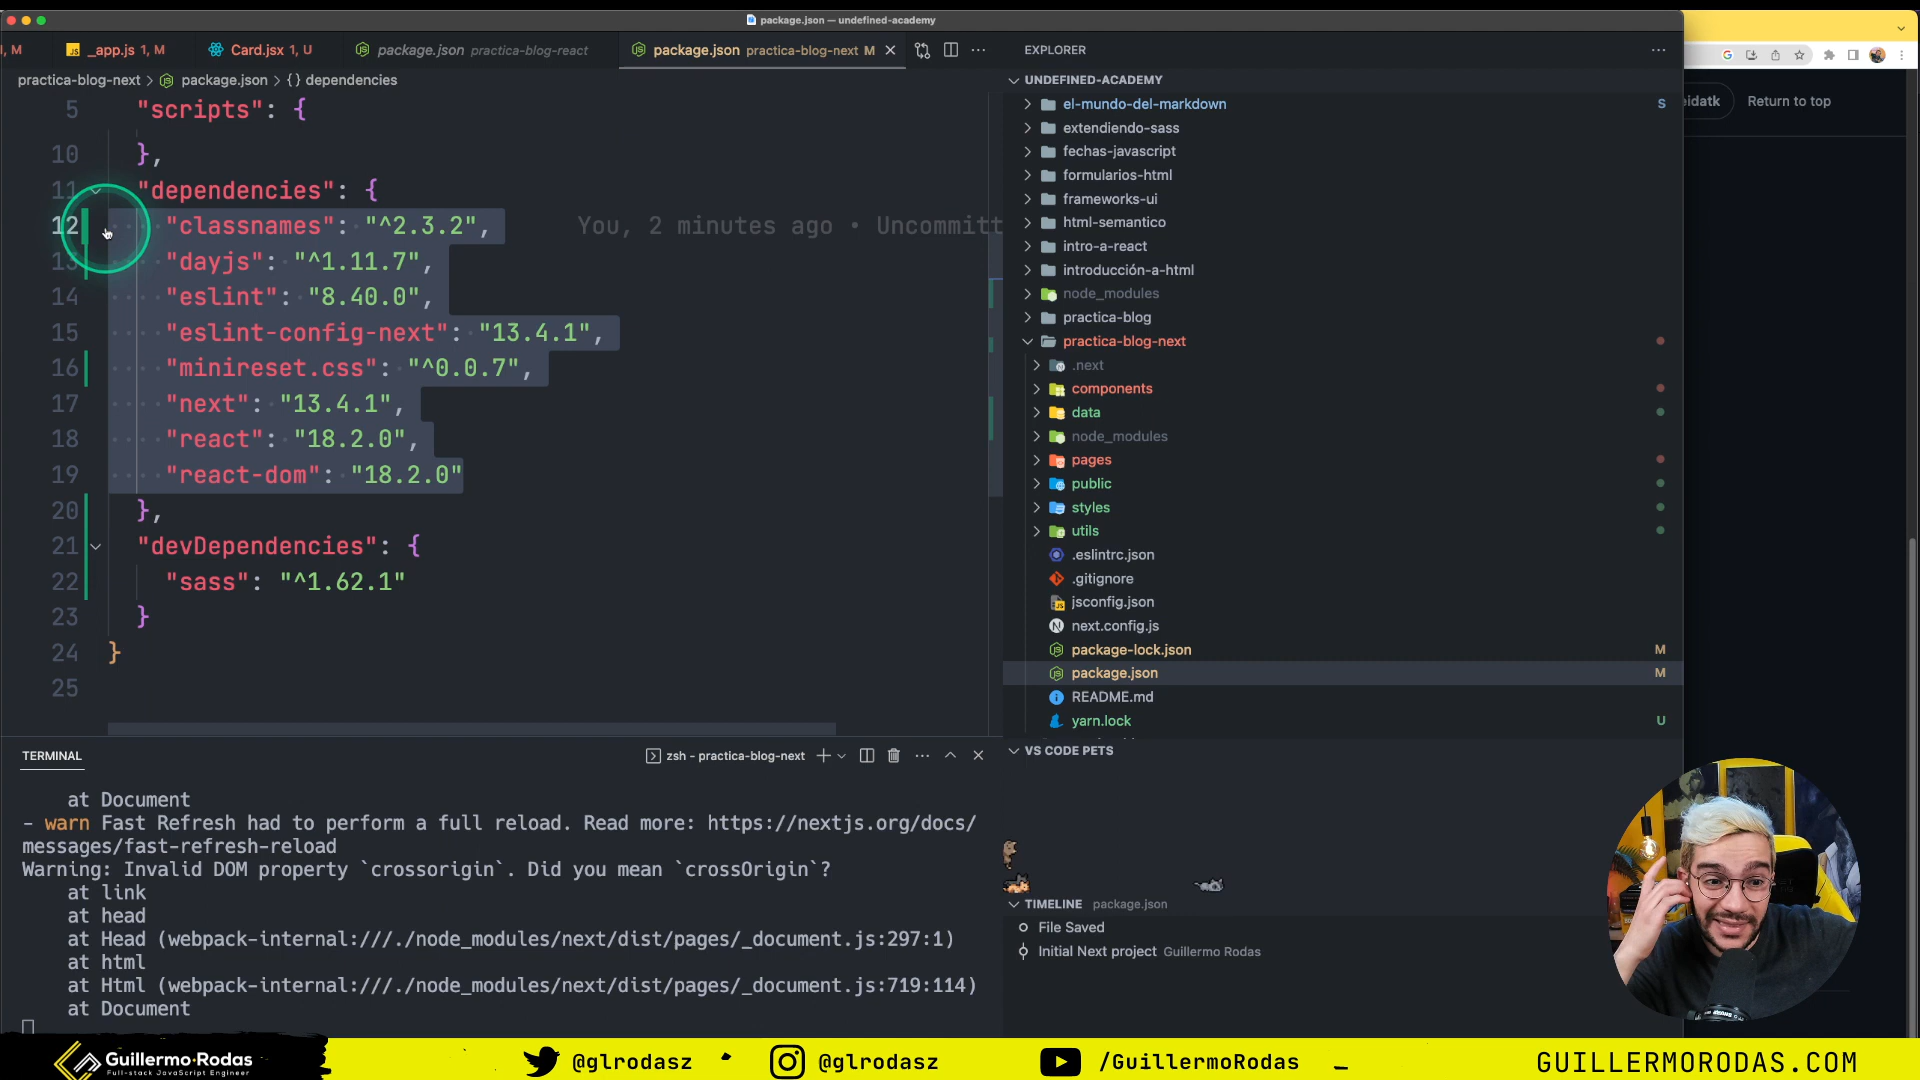 package.json — undefined-academy
I, M
JS _app.js 1, M
Card.jsx 1, U
package.json practica-blog-react
package.json practica-blog-next M
practica-blog-next > package.json > {} dependencies
5 "scripts": {
10 },
11 "dependencies": {
12 "classnames": "^2.3.2", You, 2 minutes ago • Uncommitt
13 "dayjs": "^1.11.7",
14 "eslint": "8.40.0",
15 "eslint-config-next": "13.4.1",
16 "minireset.css": "^0.0.7",
17 "next": "13.4.1",
18 "react": "18.2.0",
19 "react-dom": "18.2.0"
20 },
21 "devDependencies": {
22 "sass": "^1.62.1"
23 }
24 }
25
EXPLORER
UNDEFINED-ACADEMY
el-mundo-del-markdown S
extendiendo-sass
fechas-javascript
formularios-html
frameworks-ui
html-semantico
intro-a-react
introducción-a-html
node_modules
practica-blog
practica-blog-next
.next
components
data
node_modules
pages
public
styles
utils
.eslintrc.json
.gitignore
jsconfig.json
next.config.js
package-lock.json M
package.json M
README.md
yarn.lock U
VS CODE PETS
TIMELINE package.json
File Saved
Initial Next project Guillermo Rodas
eidatk
Return to top
TERMINAL
zsh - practica-blog-next
at Document
- warn Fast Refresh had to perform a full reload. Read more: https://nextjs.org/docs/
messages/fast-refresh-reload
Warning: Invalid DOM property `crossorigin`. Did you mean `crossOrigin`?
at link
at head
at Head (webpack-internal:///./node_modules/next/dist/pages/_document.js:297:1)
at html
at Html (webpack-internal:///./node_modules/next/dist/pages/_document.js:719:114)
at Document
Guillermo·Rodas
Full-stack JavaScript Engineer
@glrodasz
@glrodasz
/GuillermoRodas
GUILLERMORODAS.COM